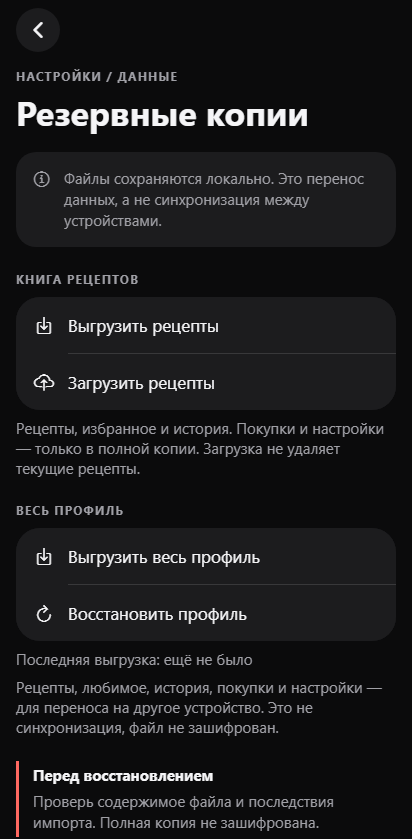 НАСТРОЙКИ / ДАННЫЕ
Резервные копии
Файлы сохраняются локально. Это перенос
данных, а не синхронизация между
устройствами.
КНИГА РЕЦЕПТОВ
Выгрузить рецепты
Загрузить рецепты
Рецепты, избранное и история. Покупки и настройки
— только в полной копии. Загрузка не удаляет
текущие рецепты.
ВЕСЬ ПРОФИЛЬ
Выгрузить весь профиль
Восстановить профиль
Последняя выгрузка: ещё не было
Рецепты, любимое, история, покупки и настройки —
для переноса на другое устройство. Это не
синхронизация, файл не зашифрован.
Перед восстановлением
Проверь содержимое файла и последствия
импорта. Полная копия не зашифрована.